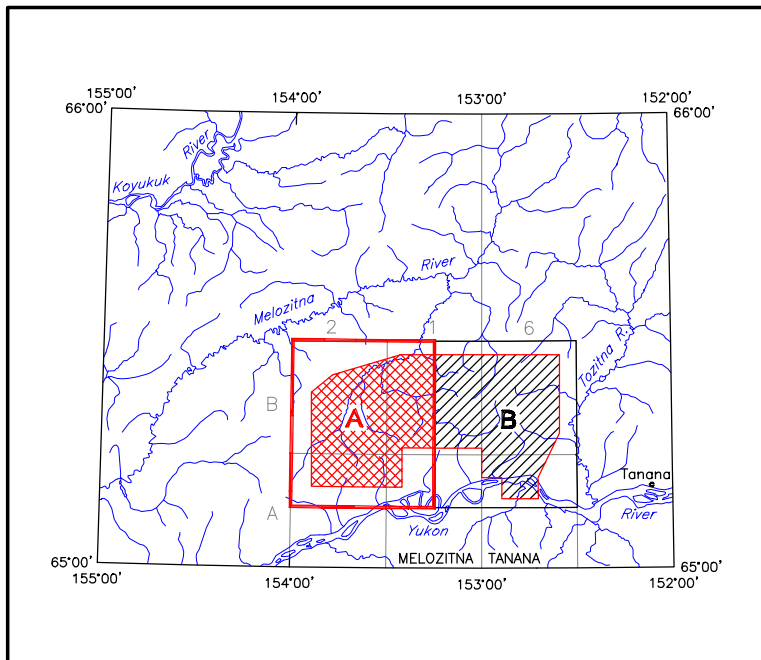 155°00'
154°00'
153°00'
152°00'
66°00'
66°00'
River
Koyukuk
River
Melozitna
2
1
6
Tozitna R.
B
A
B
Tanana
A
Yukon
River
MELOZITNA
TANANA
65°00'
65°00'
155°00'
154°00'
153°00'
152°00'